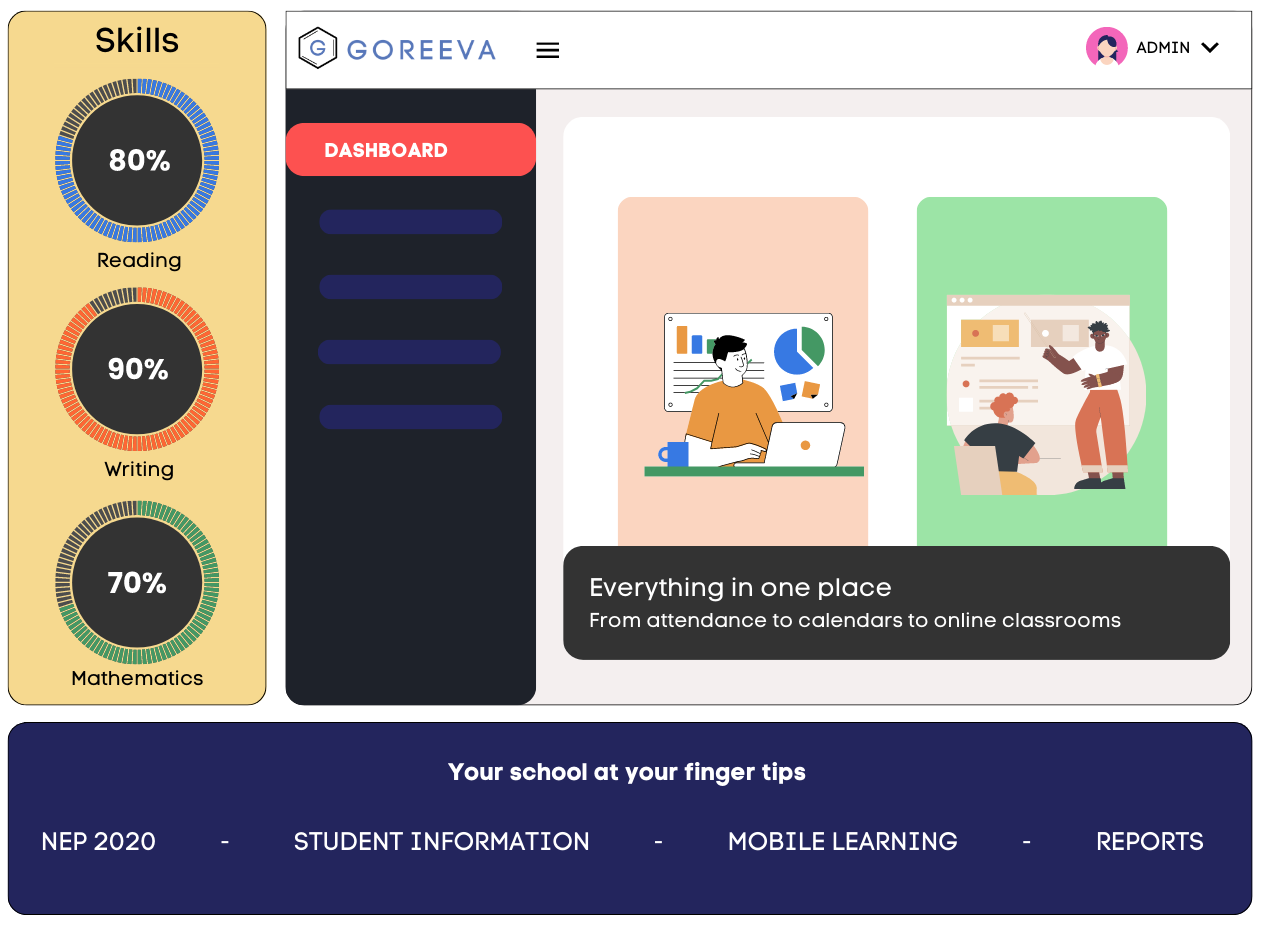 Skills
80%
Reading
90%
Writing
70%
Mathematics
G GOREEVA
ADMIN
DASHBOARD
Everything in one place
From attendance to calendars to online classrooms
Your school at your finger tips
NEP 2020 - STUDENT INFORMATION - MOBILE LEARNING - REPORTS